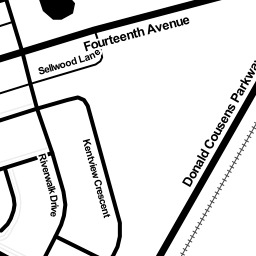 Fourteenth Avenue
Sellwood Lane
Donald Cousens Parkway
Kentview Crescent
Riverwalk Drive